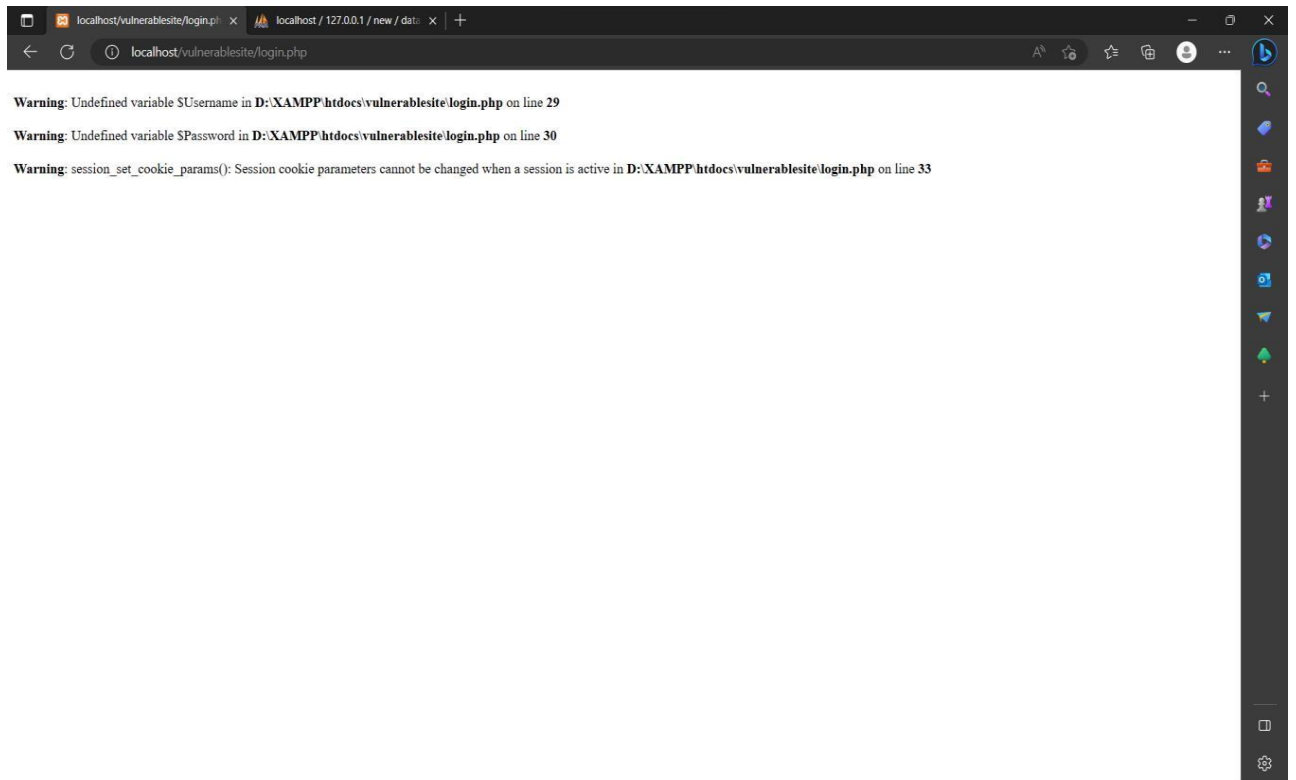 localhost/vulnerablesite/login.ph
localhost / 127.0.0.1 / new / data
localhost/vulnerablesite/login.php
Warning: Undefined variable $Username in D:\XAMPP\htdocs\vulnerablesite\login.php on line 29
Warning: Undefined variable $Password in D:\XAMPP\htdocs\vulnerablesite\login.php on line 30
Warning: session_set_cookie_params(): Session cookie parameters cannot be changed when a session is active in D:\XAMPP\htdocs\vulnerablesite\login.php on line 33